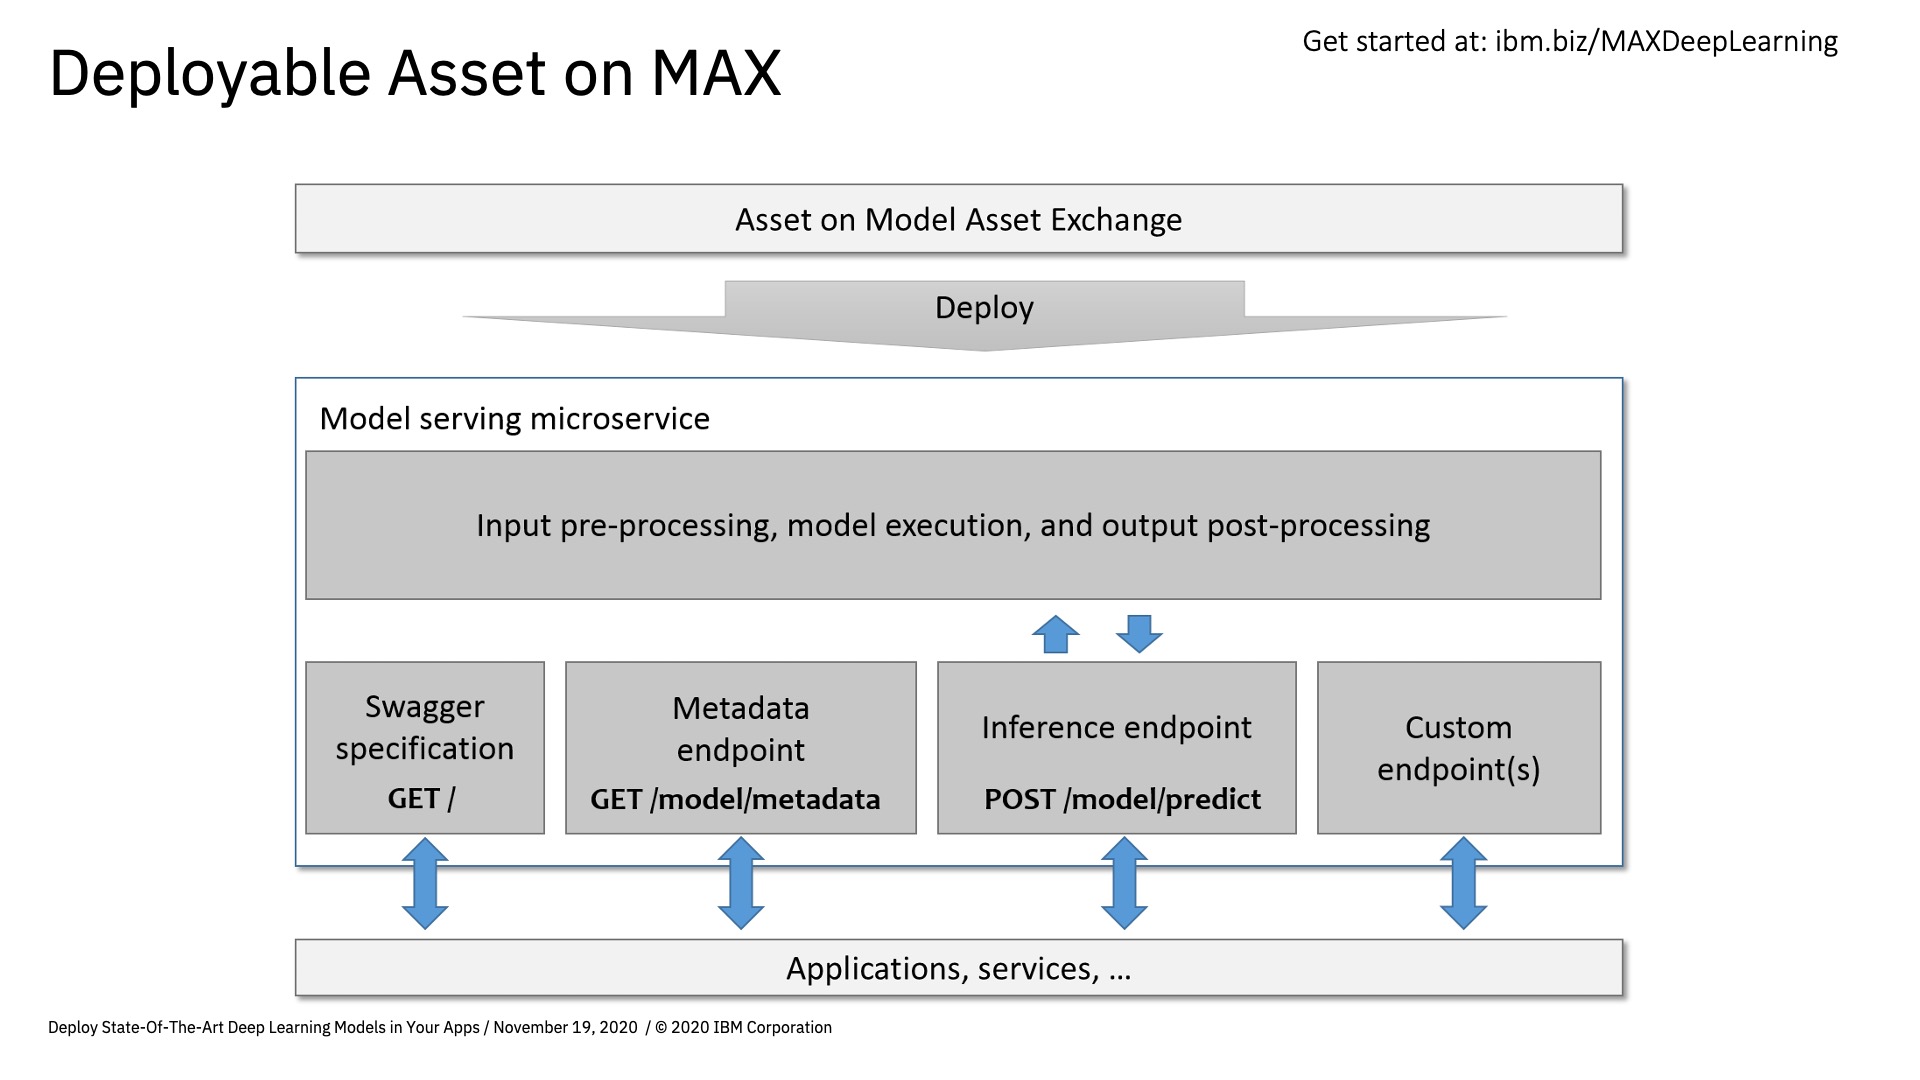 Get started at: ibm.biz/MAXDeepLearning
Deployable Asset on MAX
Asset on Model Asset Exchange
Deploy
Model serving microservice
Input pre-processing, model execution, and output post-processing
Swagger
specification
GET /
Metadata
endpoint
GET /model/metadata
Inference endpoint
POST /model/predict
Custom
endpoint(s)
Applications, services, ...
Deploy State-Of-The-Art Deep Learning Models in Your Apps / November 19, 2020 / © 2020 IBM Corporation